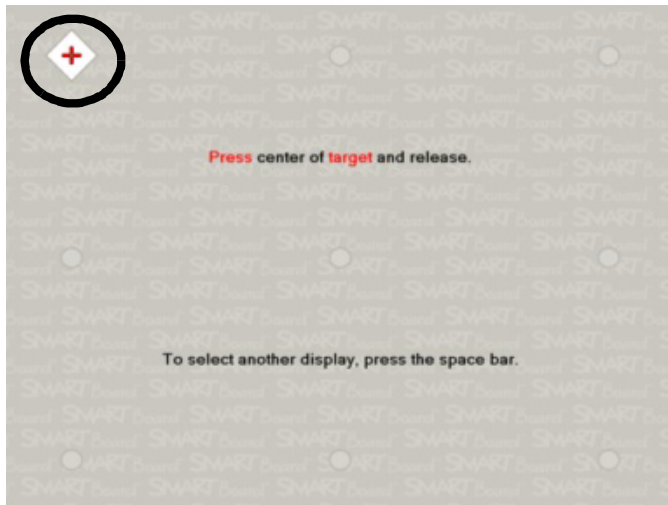 Press center of target and release.
To select another display, press the space bar.